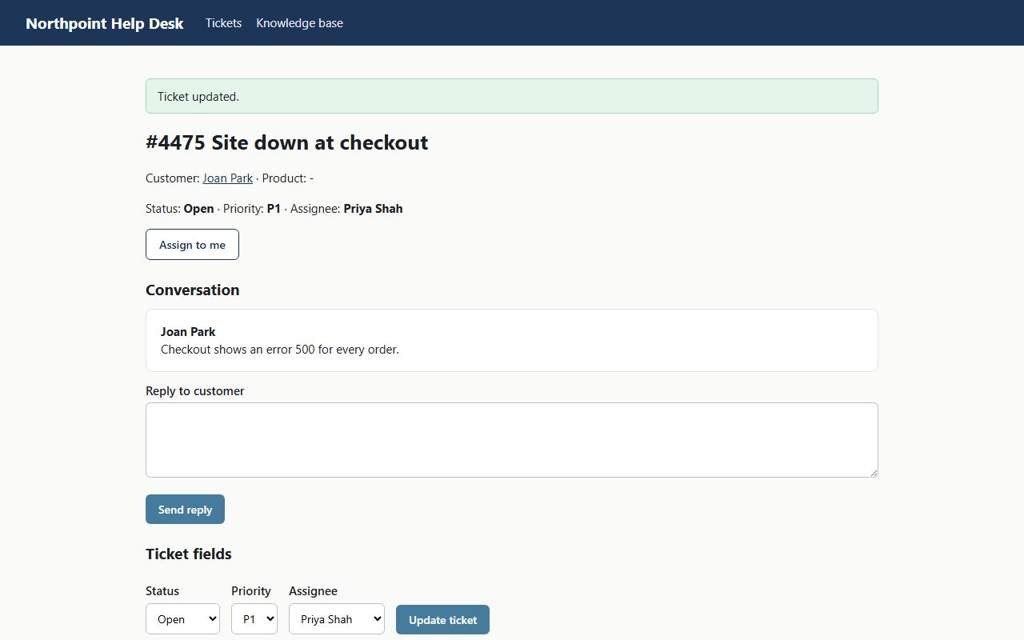 Northpoint Help Desk Tickets Knowledge base
Ticket updated.
#4475 Site down at checkout
Customer: Joan Park · Product: -
Status: Open · Priority: P1 · Assignee: Priya Shah
Assign to me
Conversation
Joan Park
Checkout shows an error 500 for every order.
Reply to customer
Send reply
Ticket fields
Status Priority Assignee
Open P1 Priya Shah Update ticket